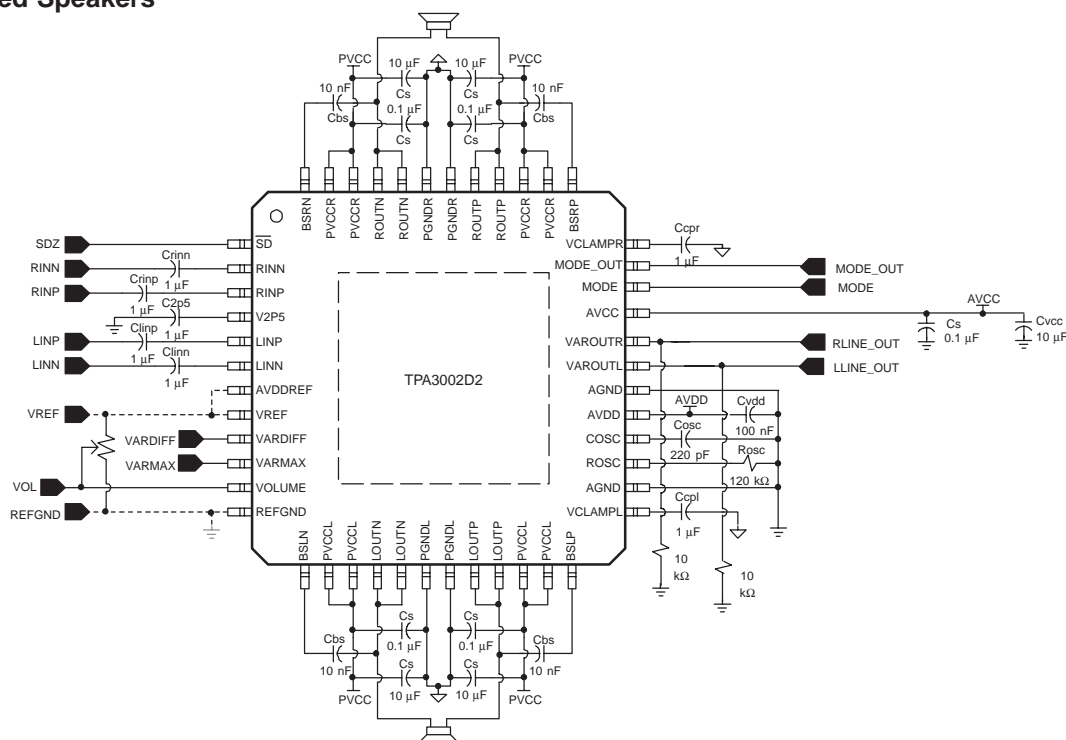 ed Speakers
PVCC 10 µF 10 µF PVCC
10 nF Cs Cs 10 nF
Cbs 0.1 µF 0.1 µF Cbs
Cs Cs
BSRN PVCCR PVCCR ROUTN ROUTN PGNDR PGNDR ROUTP ROUTP PVCCR PVCCR BSRP
SDZ SD VCLAMPR Ccpr 1 µF
RINN Crinn 1 µF RINN MODE_OUT MODE_OUT
RINP Crinp 1 µF RINP MODE MODE
C2p5 1 µF V2P5 AVCC AVCC Cs 0.1 µF Cvcc 10 µF
LINP Clinp 1 µF LINP VAROUTR RLINE_OUT
LINN Clinn 1 µF LINN VAROUTL LLINE_OUT
TPA3002D2
AVDDREF AGND
VREF VREF AVDD AVDD Cvdd 100 nF
VARDIFF VARDIFF COSC Cosc 220 pF
VARMAX VARMAX ROSC Rosc 120 kΩ
VOL VOLUME AGND
REFGND REFGND VCLAMPL Ccpl 1 µF
10 kΩ 10 kΩ
BSLN PVCCL PVCCL LOUTN LOUTN PGNDL PGNDL LOUTP LOUTP PVCCL PVCCL BSLP
Cs Cs
Cbs 0.1 µF 0.1 µF Cbs
10 nF Cs Cs 10 nF
PVCC 10 µF 10 µF PVCC